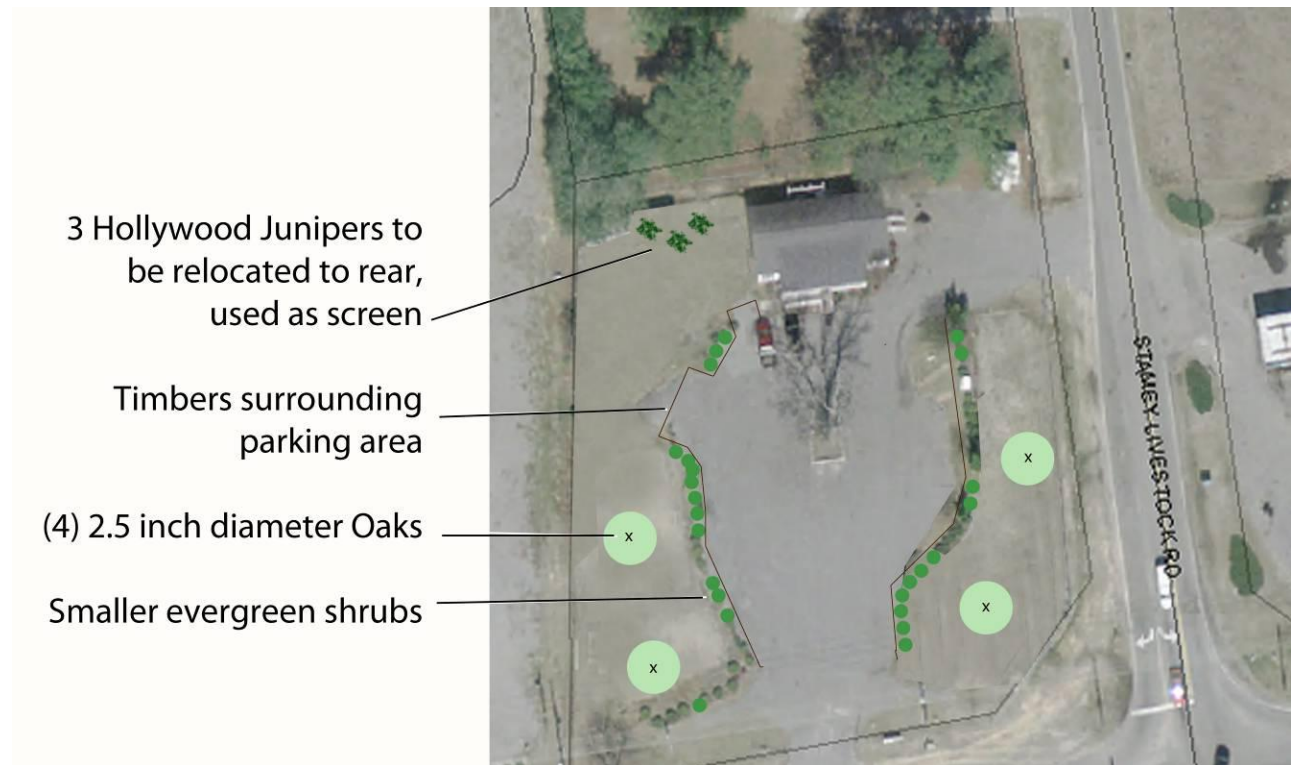 3 Hollywood Junipers to
be relocated to rear,
used as screen
Timbers surrounding
parking area
(4) 2.5 inch diameter Oaks
Smaller evergreen shrubs
STAMEY LIVESTOCK RD
x
x
x
x